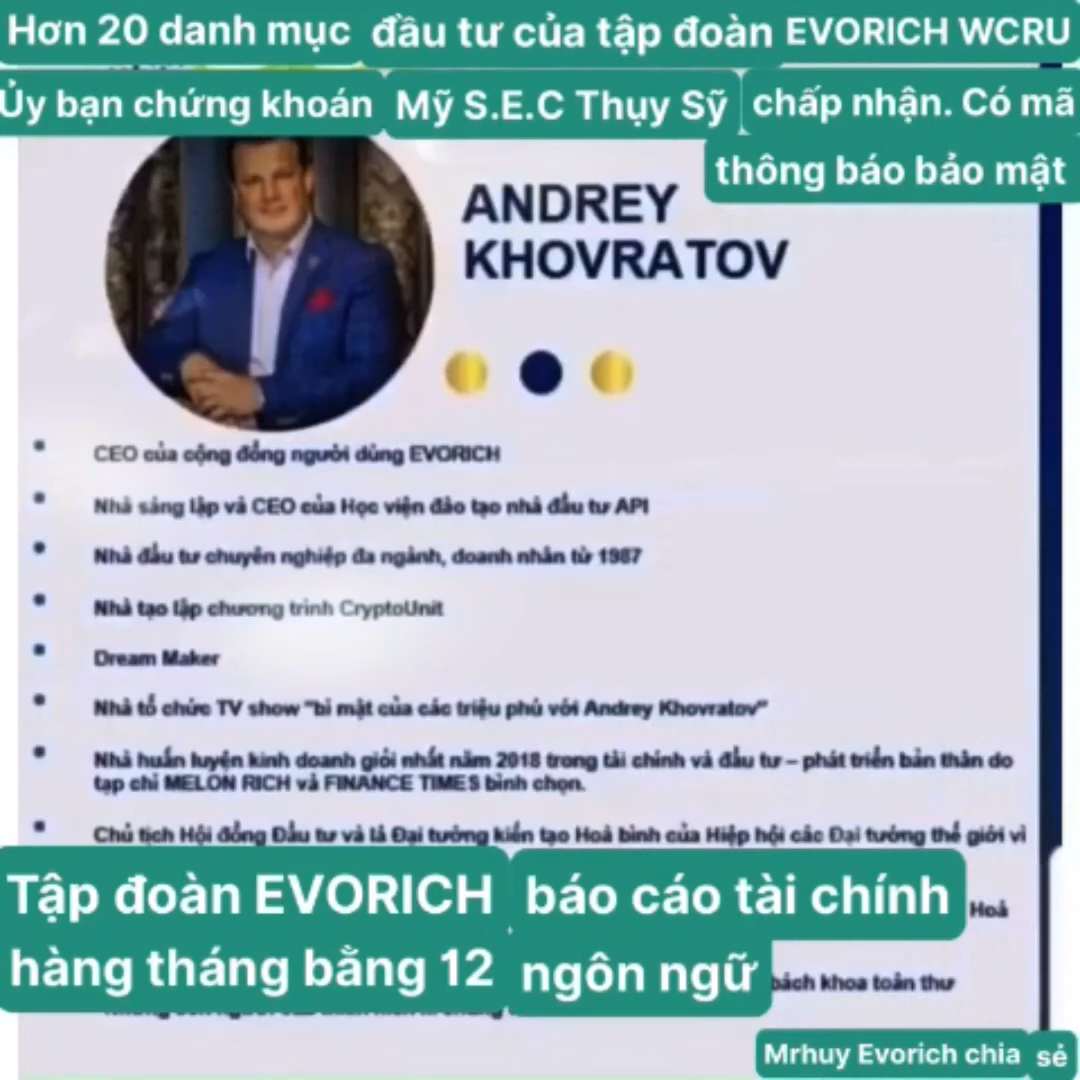 Hơn 20 danh mục đầu tư của tập đoàn EVORICH WCRU
Ủy bạn chứng khoán Mỹ S.E.C Thụy Sỹ chấp nhận. Có mã
thông báo bảo mật
ANDREY
KHOVRATOV
CEO của cộng đồng người dùng EVORICH
Nhà sáng lập và CEO của Học viện đào tạo nhà đầu tư API
Nhà đầu tư chuyên nghiệp đa ngành, doanh nhân từ 1987
Nhà tạo lập chương trình CryptoUnit
Dream Maker
Nhà tổ chức TV show "bí mật của các triệu phú với Andrey Khovratov"
Nhà huấn luyện kinh doanh giỏi nhất năm 2018 trong tài chính và đầu tư – phát triển bản thân do
tạp chí MELON RICH và FINANCE TIMES bình chọn.
Chủ tịch Hội đồng Đầu tư và là Đại tướng kiến tạo Hoà bình của Hiệp hội các Đại tướng thế giới vì
Tập đoàn EVORICH báo cáo tài chính
Hoà
hàng tháng bằng 12 ngôn ngữ
bách khoa toàn thư
Mrhuy Evorich chia sẻ